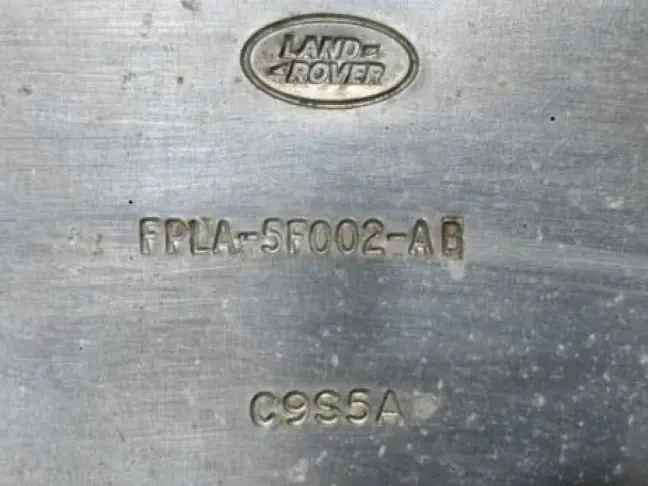 LAND-
-ROVER
FPLA-5F002-AB
C9S5A